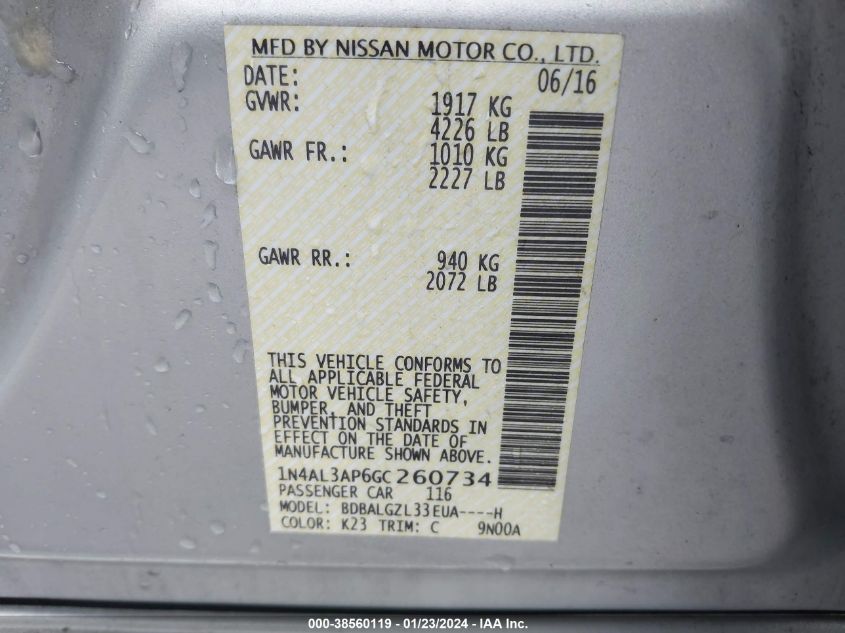 MFD BY NISSAN MOTOR CO., LTD.
DATE: 06/16
GVWR: 1917 KG
4226 LB
GAWR FR.: 1010 KG
2227 LB
GAWR RR.: 940 KG
2072 LB
THIS VEHICLE CONFORMS TO
ALL APPLICABLE FEDERAL
MOTOR VEHICLE SAFETY,
BUMPER, AND THEFT
PREVENTION STANDARDS IN
EFFECT ON THE DATE OF
MANUFACTURE SHOWN ABOVE.
1N4AL3AP6GC260734
PASSENGER CAR 116
MODEL: BDBALGZL33EUA----H
COLOR: K23 TRIM: C 9N00A
000-38560119 - 01/23/2024 - IAA Inc.